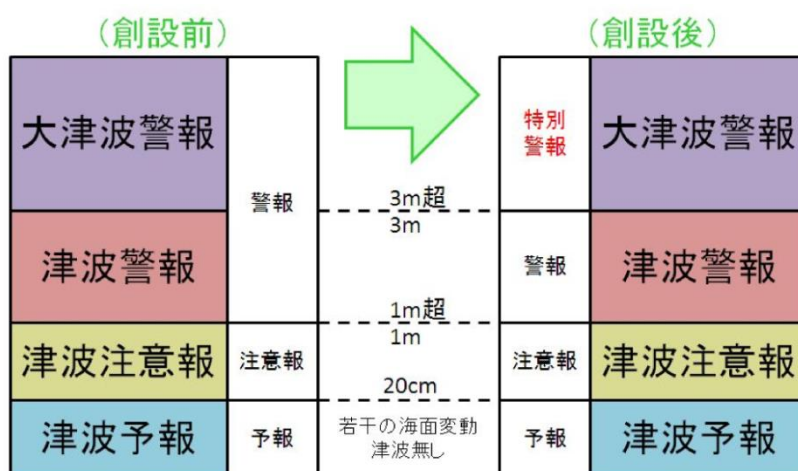 (創設前)
(創設後)
大津波警報
警報
津波警報
津波注意報
注意報
津波予報
予報
3m超
3m
1m超
1m
20cm
若干の海面変動
津波無し
特別
警報
大津波警報
警報
津波警報
注意報
津波注意報
予報
津波予報